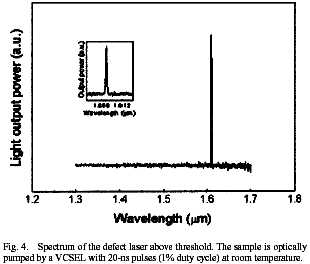 Light output power (a.u.)
Output power (a.u.)
1.612
Wavelength (μm)
1.2 1.3 1.4 1.5 1.6 1.7 1.8
Wavelength (μm)
Fig. 4. Spectrum of the defect laser above threshold. The sample is optically
pumped by a VCSEL with 20-ns pulses (1% duty cycle) at room temperature.